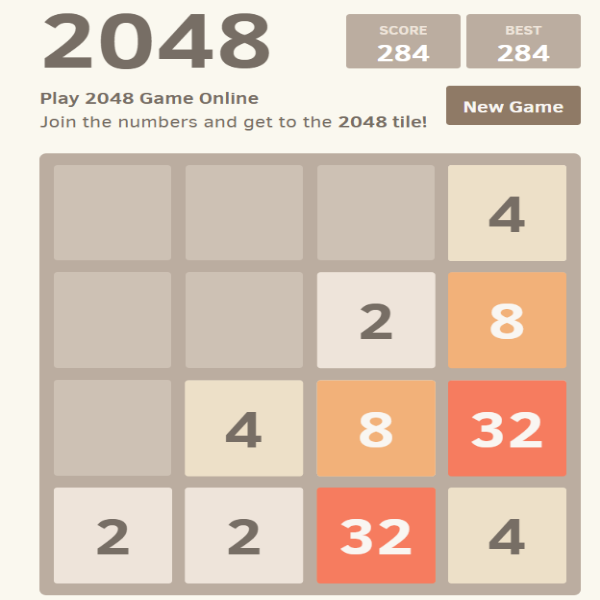 2048
SCORE
284
BEST
284
Play 2048 Game Online
Join the numbers and get to the 2048 tile!
New Game
4
2 8
4 8 32
2 2 32 4